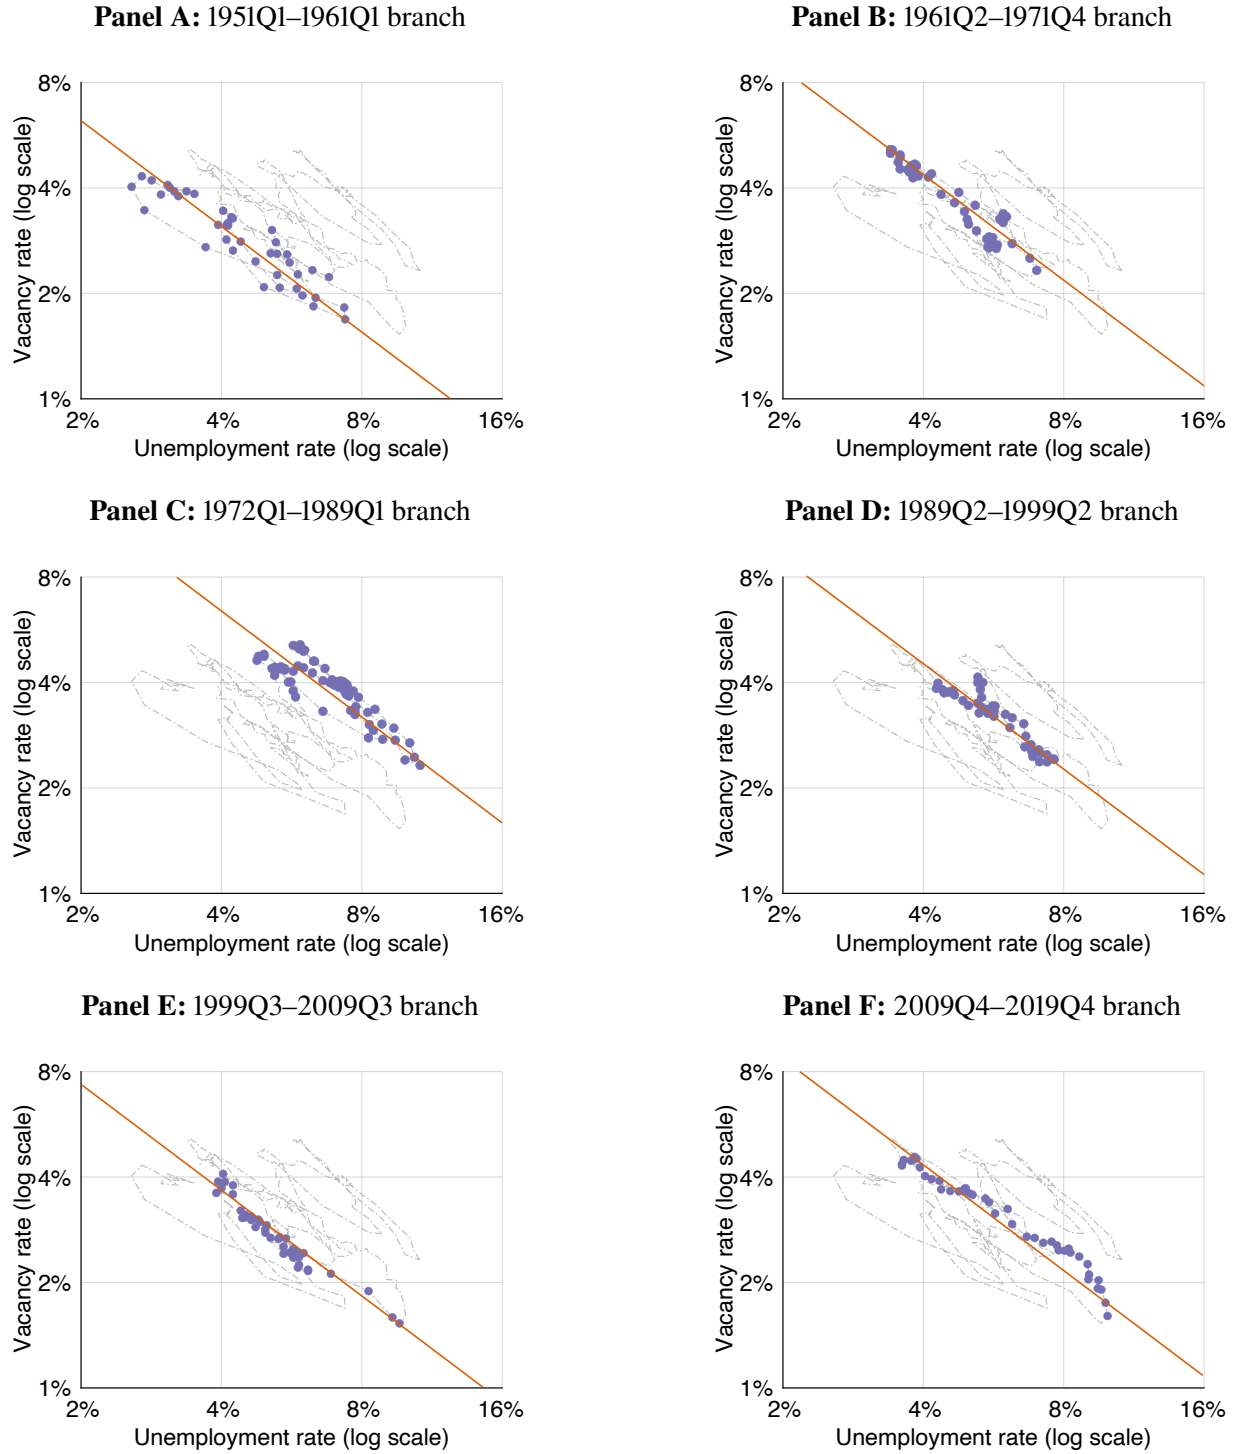 Panel A: 1951Q1–1961Q1 branch
8%
4%
2%
1%
Vacancy rate (log scale)
2% 4% 8% 16%
Unemployment rate (log scale)
Panel B: 1961Q2–1971Q4 branch
8%
4%
2%
1%
Vacancy rate (log scale)
2% 4% 8% 16%
Unemployment rate (log scale)
Panel C: 1972Q1–1989Q1 branch
8%
4%
2%
1%
Vacancy rate (log scale)
2% 4% 8% 16%
Unemployment rate (log scale)
Panel D: 1989Q2–1999Q2 branch
8%
4%
2%
1%
Vacancy rate (log scale)
2% 4% 8% 16%
Unemployment rate (log scale)
Panel E: 1999Q3–2009Q3 branch
8%
4%
2%
1%
Vacancy rate (log scale)
2% 4% 8% 16%
Unemployment rate (log scale)
Panel F: 2009Q4–2019Q4 branch
8%
4%
2%
1%
Vacancy rate (log scale)
2% 4% 8% 16%
Unemployment rate (log scale)